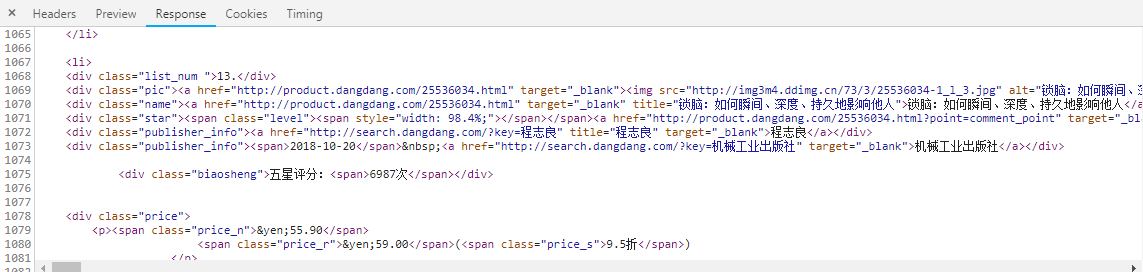 × Headers Preview Response Cookies Timing
1065 </li>
1066
1067 <li>
1068 <div class="list_num ">13.</div>
1069 <div class="pic"><a href="http://product.dangdang.com/25536034.html" target="_blank"><img src="http://img3m4.ddimg.cn/73/3/25536034-1_l_3.jpg" alt="锁脑：如何瞬间、深度、
1070 <div class="name"><a href="http://product.dangdang.com/25536034.html" target="_blank" title="锁脑：如何瞬间、深度、持久地影响他人">锁脑：如何瞬间、深度、持久地影响他人</a
1071 <div class="star"><span class="level"><span style="width: 98.4%;"></span></span><a href="http://product.dangdang.com/25536034.html?point=comment_point" target="_bl
1072 <div class="publisher_info"><a href="http://search.dangdang.com/?key=程志良" title="程志良" target="_blank">程志良</a></div>
1073 <div class="publisher_info"><span>2018-10-20</span>&nbsp;<a href="http://search.dangdang.com/?key=机械工业出版社" target="_blank">机械工业出版社</a></div>
1074
1075 <div class="biaosheng">五星评分：<span>6987次</span></div>
1076
1077
1078 <div class="price">
1079 <p><span class="price_n">&yen;55.90</span>
1080 <span class="price_r">&yen;59.00</span>(<span class="price_s">9.5折</span>)
1081 </p>